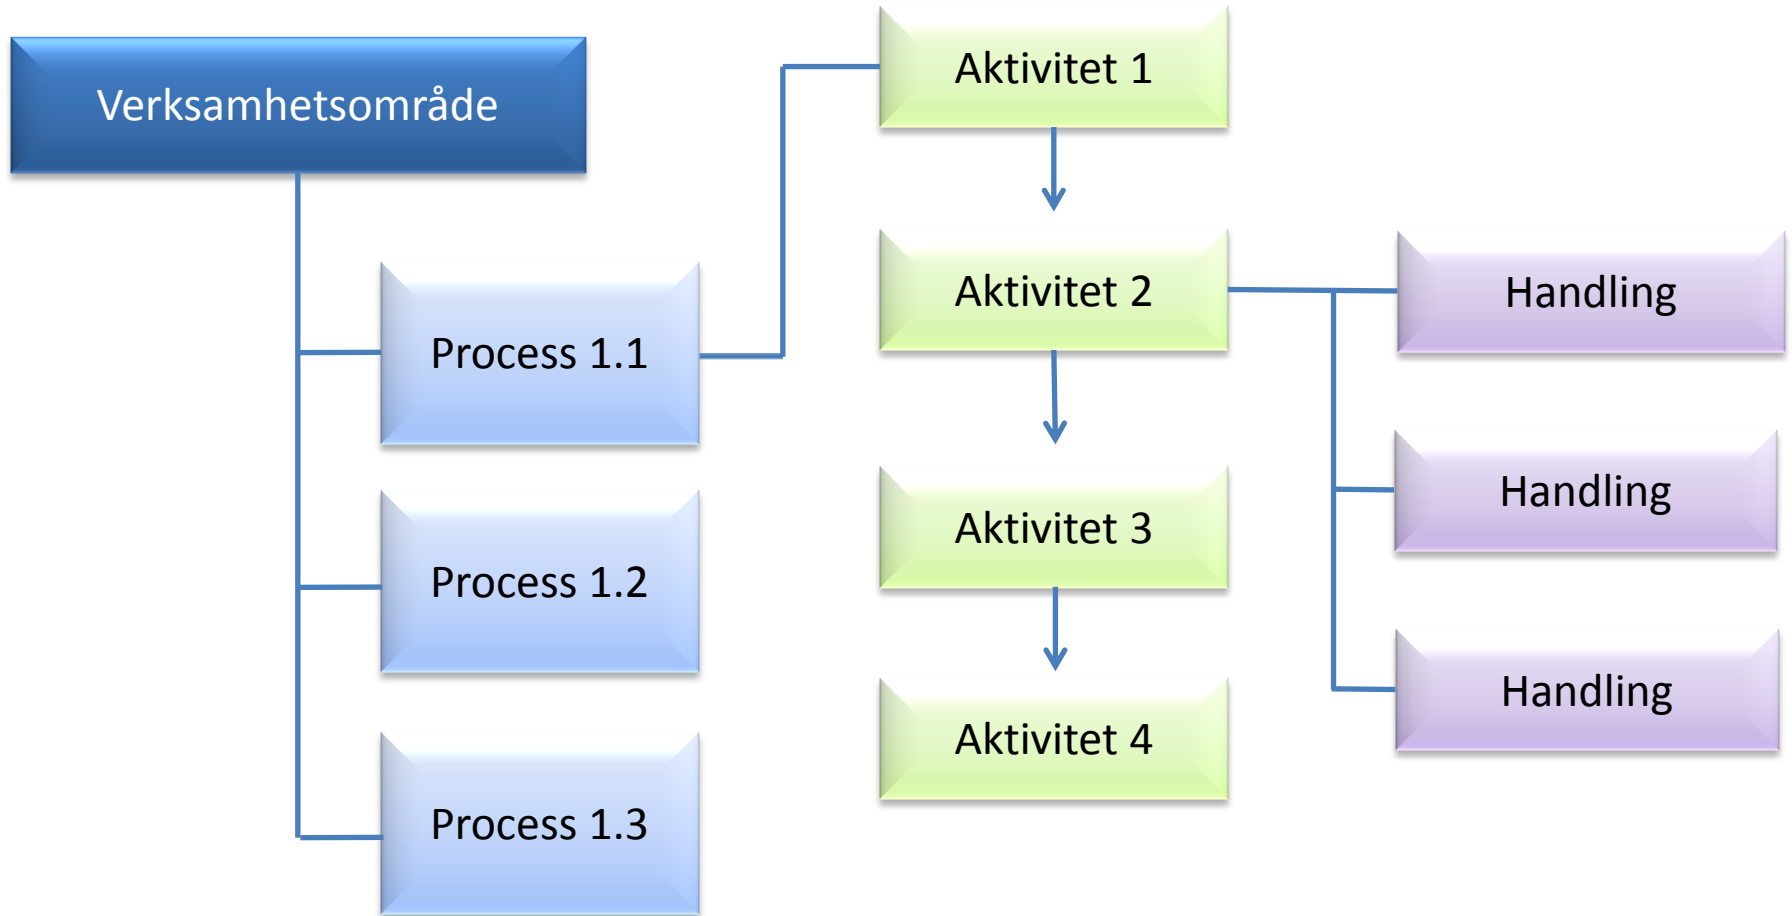 Verksamhetsområde
Process 1.1
Process 1.2
Process 1.3
Aktivitet 1
Aktivitet 2
Aktivitet 3
Aktivitet 4
Handling
Handling
Handling